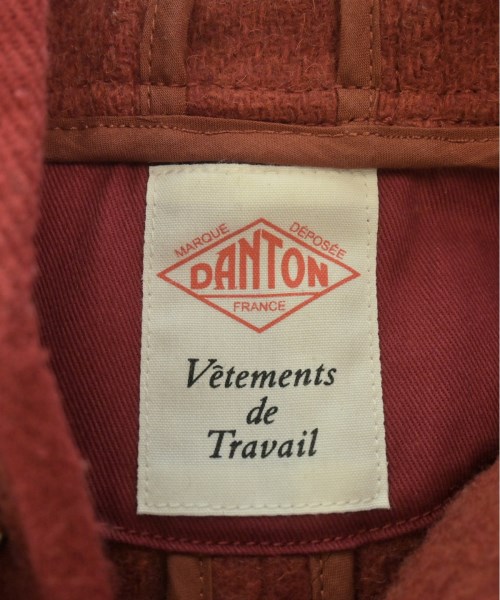 MARQUE DÉPOSÉE
DANTON
FRANCE
Vêtements
de
Travail